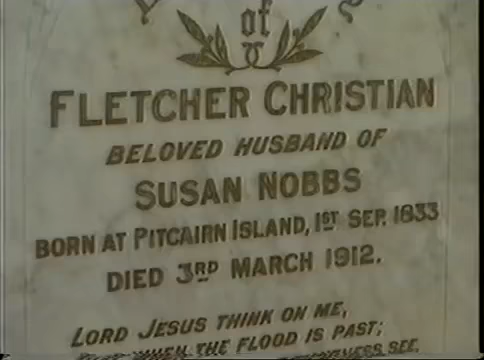 of
FLETCHER CHRISTIAN
BELOVED HUSBAND OF
SUSAN NOBBS
BORN AT PITCAIRN ISLAND, 1ST SEP. 1833
DIED 3RD MARCH 1912.
LORD JESUS THINK ON ME,
WHEN THE FLOOD IS PAST;
SEE.